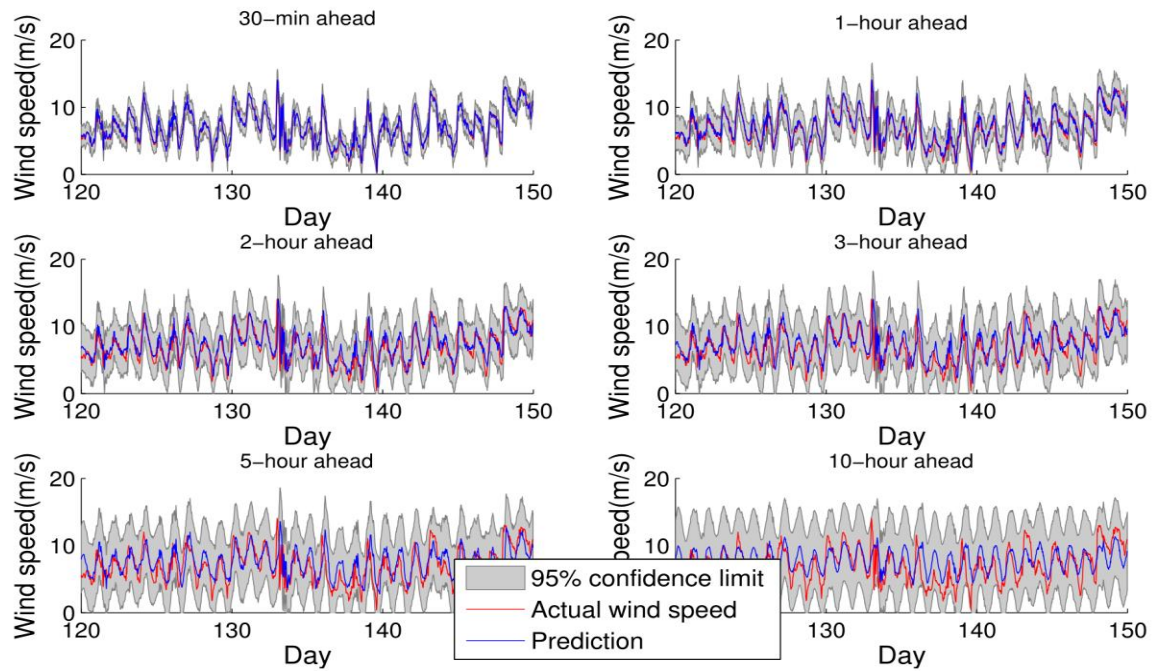 30−min ahead
Wind speed(m/s)
20
10
0
120 130 140 150
Day
1−hour ahead
Wind speed(m/s)
20
10
0
120 130 140 150
Day
2−hour ahead
Wind speed(m/s)
20
10
0
120 130 140 150
Day
3−hour ahead
Wind speed(m/s)
20
10
0
120 130 140 150
Day
5−hour ahead
Wind speed(m/s)
20
10
0
120 130
Day
10−hour ahead
speed(m/s)
20
130 140 150
Day
95% confidence limit
Actual wind speed
Prediction